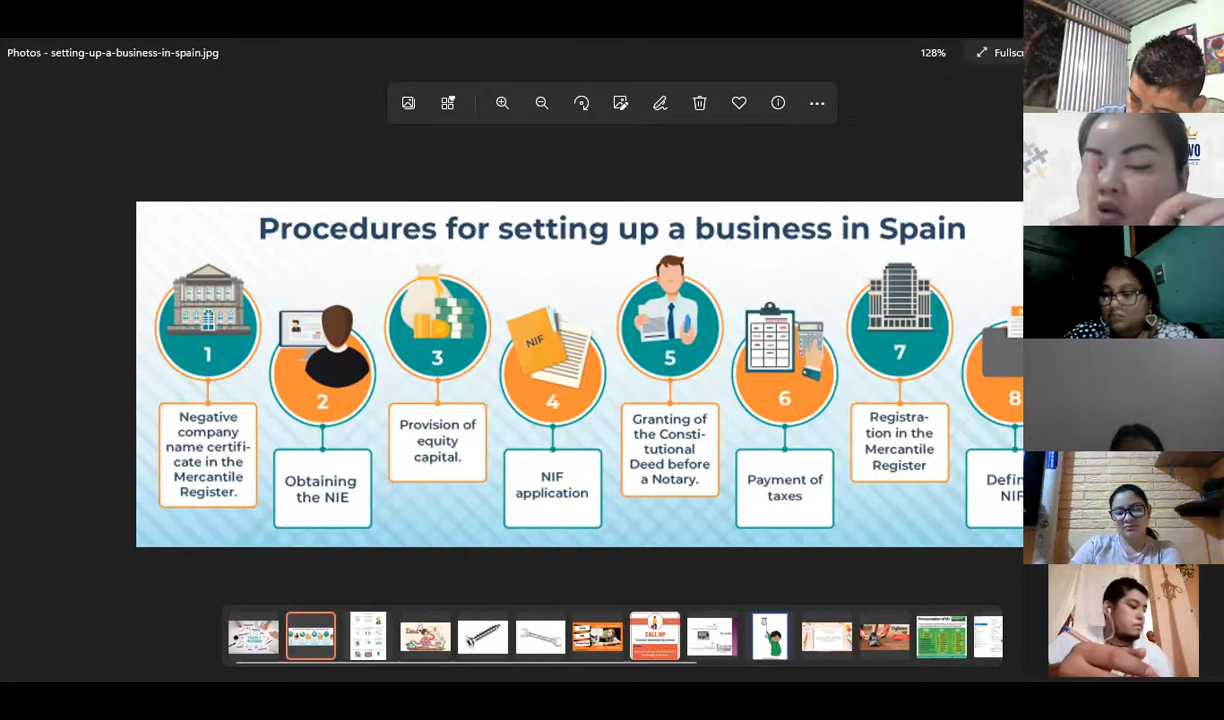 Photos - setting-up-a-business-in-spain.jpg
128%
Procedures for setting up a business in Spain
1
Negative
company
name certifi-
cate in the
Mercantile
Register.
2
Obtaining
the NIE
3
Provision of
equity
capital.
NIF
4
NIF
application
5
Granting of
the Consti-
tutional
Deed before
a Notary.
6
Payment of
taxes
7
Registra-
tion in the
Mercantile
Register
8
NIF
CALL UP